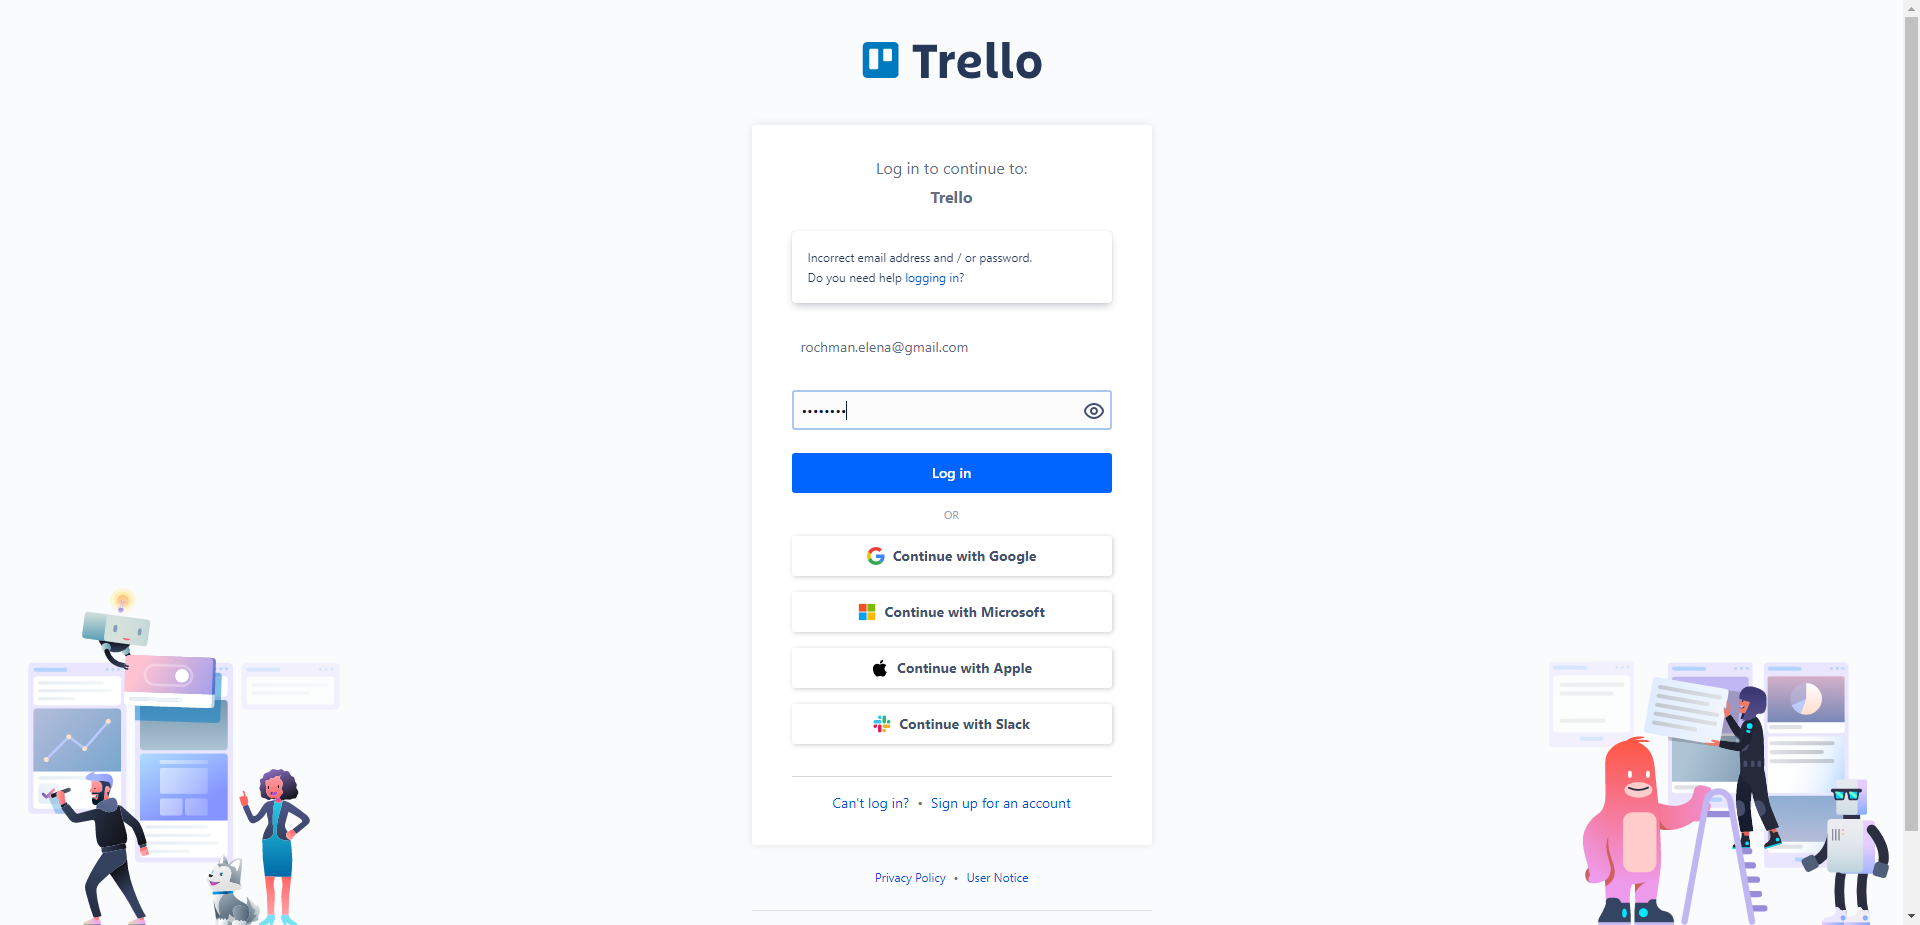 Trello
Log in to continue to:
Trello
Incorrect email address and / or password.
Do you need help logging in?
rochman.elena@gmail.com
••••••••
Log in
OR
Continue with Google
Continue with Microsoft
Continue with Apple
Continue with Slack
Can't log in? • Sign up for an account
Privacy Policy • User Notice